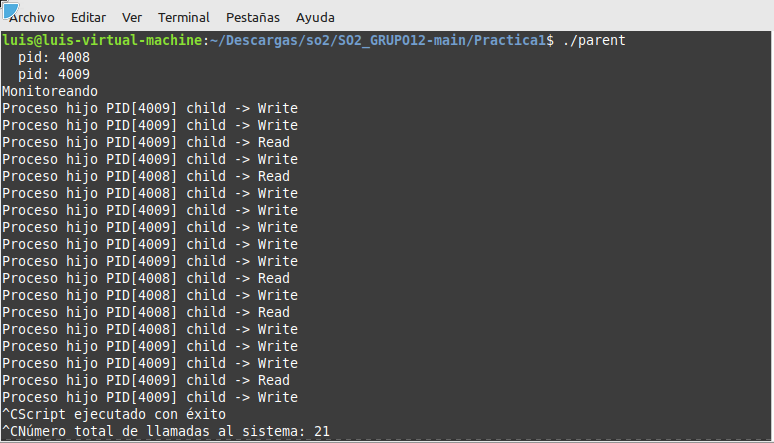 Archivo Editar Ver Terminal Pestañas Ayuda
luis@luis-virtual-machine:~/Descargas/so2/SO2_GRUPO12-main/Practica1$ ./parent
  pid: 4008
  pid: 4009
Monitoreando
Proceso hijo PID[4009] child -> Write
Proceso hijo PID[4009] child -> Write
Proceso hijo PID[4009] child -> Read
Proceso hijo PID[4009] child -> Write
Proceso hijo PID[4008] child -> Read
Proceso hijo PID[4008] child -> Write
Proceso hijo PID[4009] child -> Write
Proceso hijo PID[4009] child -> Write
Proceso hijo PID[4009] child -> Write
Proceso hijo PID[4009] child -> Write
Proceso hijo PID[4008] child -> Read
Proceso hijo PID[4008] child -> Write
Proceso hijo PID[4008] child -> Read
Proceso hijo PID[4008] child -> Write
Proceso hijo PID[4009] child -> Write
Proceso hijo PID[4009] child -> Write
Proceso hijo PID[4009] child -> Read
Proceso hijo PID[4009] child -> Write
^CScript ejecutado con éxito
^CNúmero total de llamadas al sistema: 21